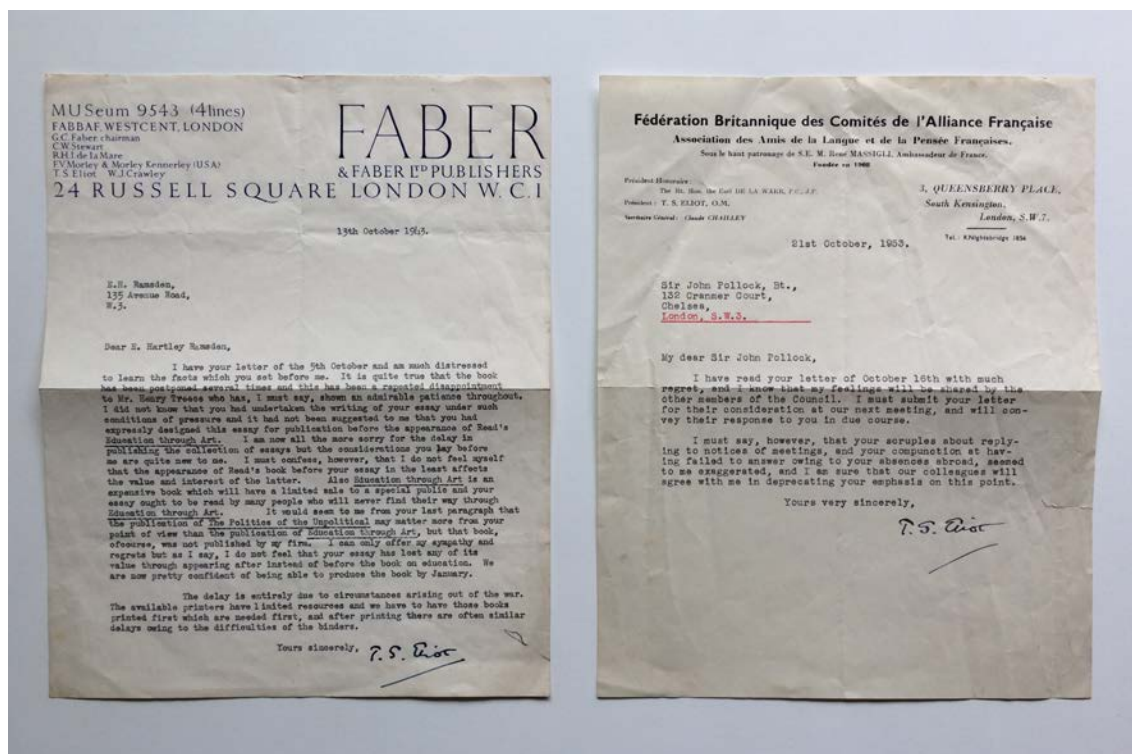 MUSeum 9543 (4lines)
FABBAF, WESTCENT, LONDON
G.C. Faber chairman
C.W. Stewart
R.H.I. de la Mare
F.V. Morley & Morley Kennerley (U.S.A)
T.S. Eliot W.J. Crawley
FABER
& FABER LTD PUBLISHERS
24 RUSSELL SQUARE LONDON W.C.1
13th October 1943.
E.H. Ramsden,
135 Avenue Road,
W.3.
Dear E. Hartley Ramsden,
I have your letter of the 5th October and am much distressed
to learn the facts which you set before me. It is quite true that the book
has been postponed several times and this has been a repeated disappointment
to Mr. Henry Treece who has, I must say, shown an admirable patience throughout.
I did not know that you had undertaken the writing of your essay under such
conditions of pressure and it had not been suggested to me that you had
expressly designed this essay for publication before the appearance of Read's
Education through Art. I am now all the more sorry for the delay in
publishing the collection of essays but the considerations you lay before
me are quite new to me. I must confess, however, that I do not feel myself
that the appearance of Read's book before your essay in the least affects
the value and interest of the latter. Also Education through Art is an
expensive book which will have a limited sale to a special public and your
essay ought to be read by many people who will never find their way through
Education through Art. It would seem to me from your last paragraph that
the publication of The Politics of the Unpolitical may matter more from your
point of view than the publication of Education through Art, but that book,
ofcourse, was not published by my firm. I can only offer my sympathy and
regrets but as I say, I do not feel that your essay has lost any of its
value through appearing after instead of before the book on education. We
are now pretty confident of being able to produce the book by January.
The delay is entirely due to circumstances arising out of the war.
The available printers have limited resources and we have to have those books
printed first which are needed first, and after printing there are often similar
delays owing to the difficulties of the binders.
Yours sincerely,
T. S. Eliot
Fédération Britannique des Comités de l'Alliance Française
Association des Amis de la Langue et de la Pensée Françaises.
Sous le haut patronage de S.E. M. René MASSIGLI, Ambassadeur de France.
Fondée en
Président Honoraire:
The Rt. Hon. the Earl DE LA WARR, P.C., J.P.
Président: T. S. ELIOT, O.M.
Secrétaire Général: Claude CHAILLEY
3, QUEENSBERRY PLACE,
South Kensington,
London, S.W.7.
Tel.: KNightsbridge
21st October, 1953.
Sir John Pollock, Bt.,
132 Cranmer Court,
Chelsea,
London, S.W.3.
My dear Sir John Pollock,
I have read your letter of October 16th with much
regret, and I know that my feelings will be shared by the
other members of the Council. I must submit your letter
for their consideration at our next meeting, and will con-
vey their response to you in due course.
I must say, however, that your scruples about reply-
ing to notices of meetings, and your compunction at hav-
ing failed to answer owing to your absences abroad, seemed
to me exaggerated, and I am sure that our colleagues will
agree with me in deprecating your emphasis on this point.
Yours very sincerely,
T. S. Eliot